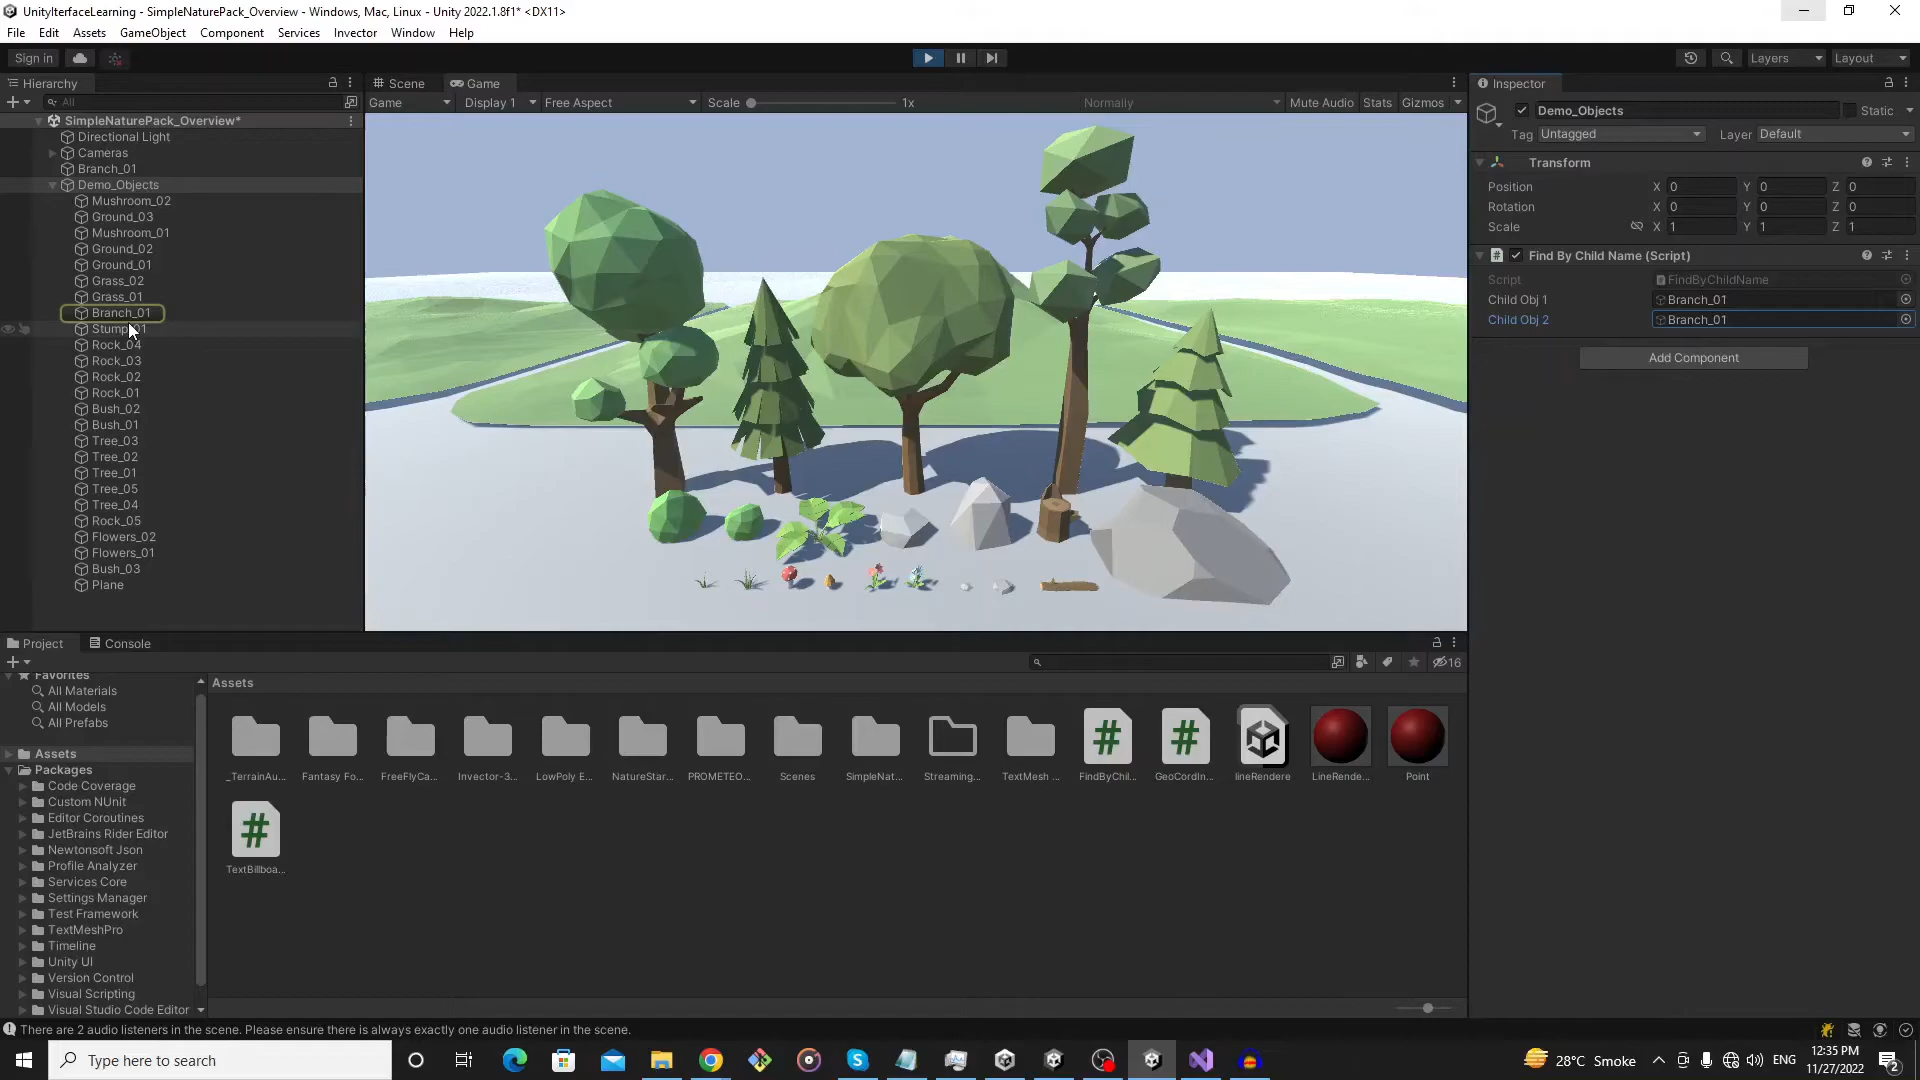 UnityIterfaceLearning - SimpleNaturePack_Overview - Windows, Mac, Linux - Unity 2022.1.8f1* <DX11>
File Edit Assets GameObject Component Services Invector Window Help
Sign in
Layers
Layout
Hierarchy
All
SimpleNaturePack_Overview*
Directional Light
Cameras
Branch_01
Demo_Objects
Mushroom_02
Ground_03
Mushroom_01
Ground_02
Ground_01
Grass_02
Grass_01
Branch_01
Stump_01
Rock_04
Rock_03
Rock_02
Rock_01
Bush_02
Bush_01
Tree_03
Tree_02
Tree_01
Tree_05
Tree_04
Rock_05
Flowers_02
Flowers_01
Bush_03
Plane
Scene Game
Game Display 1 Free Aspect Scale 1x Normally Mute Audio Stats Gizmos
Inspector
Demo_Objects Static
Tag Untagged Layer Default
Transform
Position X 0 Y 0 Z 0
Rotation X 0 Y 0 Z 0
Scale X 1 Y 1 Z 1
Find By Child Name (Script)
Script FindByChildName
Child Obj 1 Branch_01
Child Obj 2 Branch_01
Add Component
Project Console
16
Favorites
All Materials
All Models
All Prefabs
Assets
Packages
Code Coverage
Custom NUnit
Editor Coroutines
JetBrains Rider Editor
Newtonsoft Json
Profile Analyzer
Services Core
Settings Manager
Test Framework
TextMeshPro
Timeline
Unity UI
Version Control
Visual Scripting
Visual Studio Code Editor
Assets
_TerrainAu... Fantasy Fo... FreeFlyCa... Invector-3... LowPoly E... NatureStar... PROMETEO... Scenes SimpleNat... Streaming... TextMesh ... FindByChil... GeoCordIn... lineRendere LineRende... Point
TextBillboa...
There are 2 audio listeners in the scene. Please ensure there is always exactly one audio listener in the scene.
Type here to search
28°C Smoke
ENG
12:35 PM
11/27/2022
2